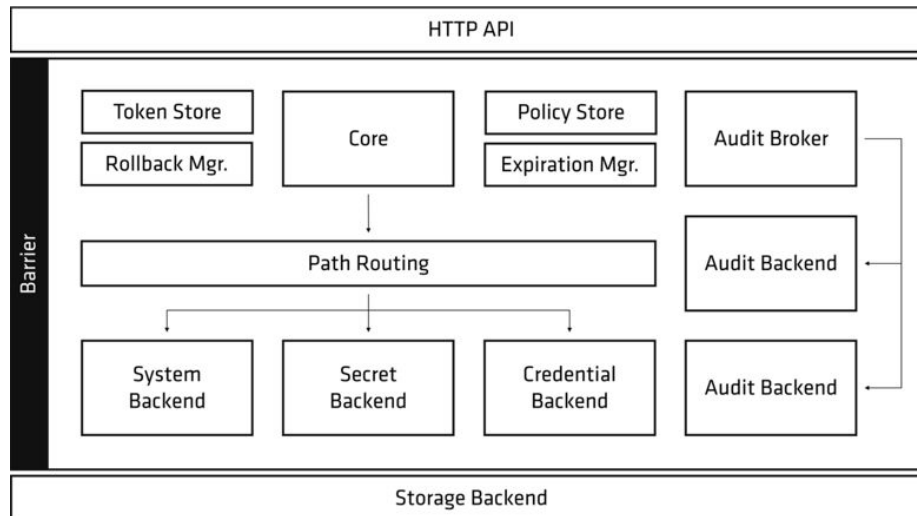 HTTP API
Barrier
Token Store
Rollback Mgr.
Core
Policy Store
Expiration Mgr.
Audit Broker
Path Routing
Audit Backend
System
Backend
Secret
Backend
Credential
Backend
Audit Backend
Storage Backend